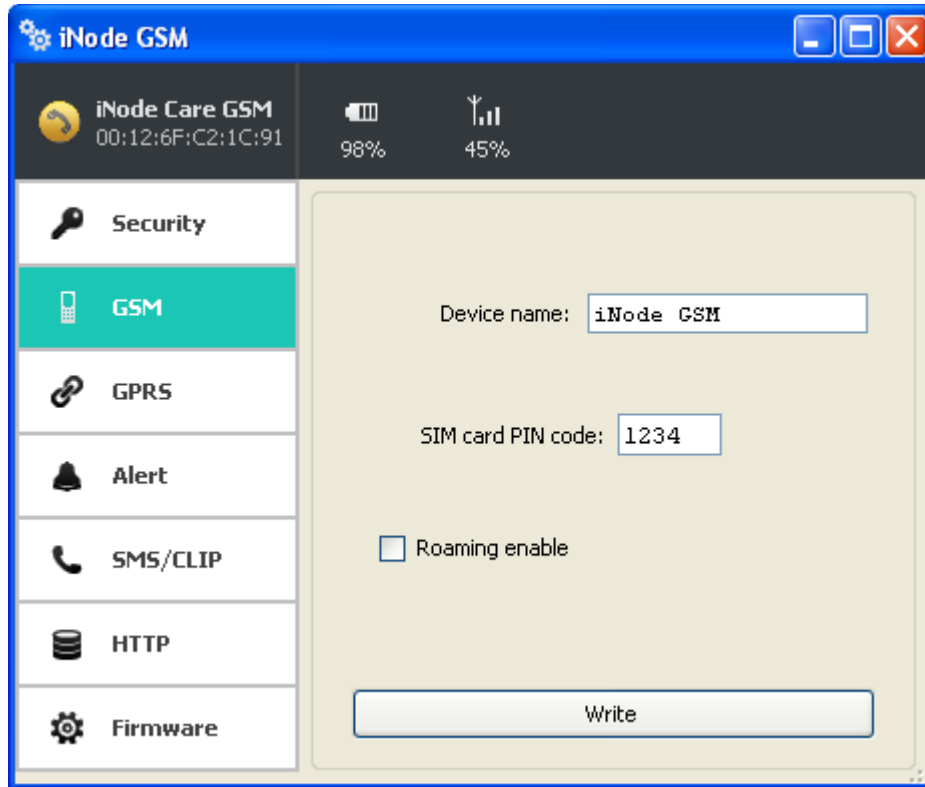 iNode GSM
iNode Care GSM
00:12:6F:C2:1C:91
98%
45%
Security
GSM
GPRS
Alert
SMS/CLIP
HTTP
Firmware
Device name: iNode GSM
SIM card PIN code: 1234
Roaming enable
Write